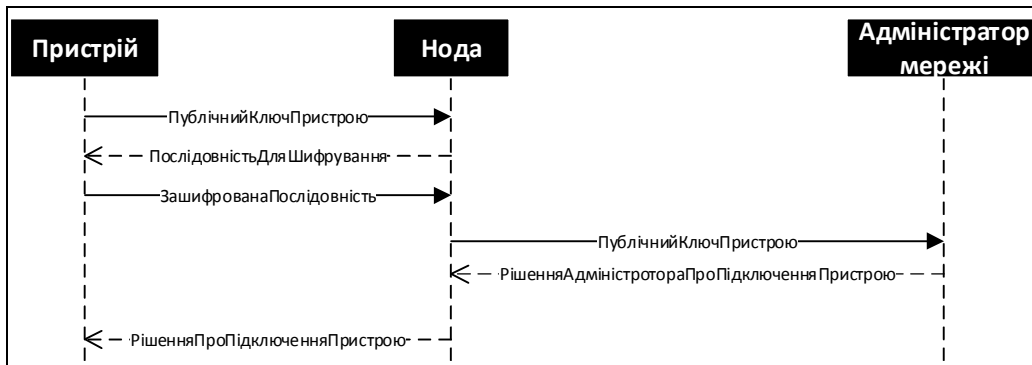 Пристрій
Нода
Адміністратор
мережі
ПублічнийКлючПристрою
ПослідовністьДляШифрування
ЗашифрованаПослідовність
ПублічнийКлючПристрою
РішенняАдміністротораПроПідключенняПристрою
РішенняПроПідключенняПристрою